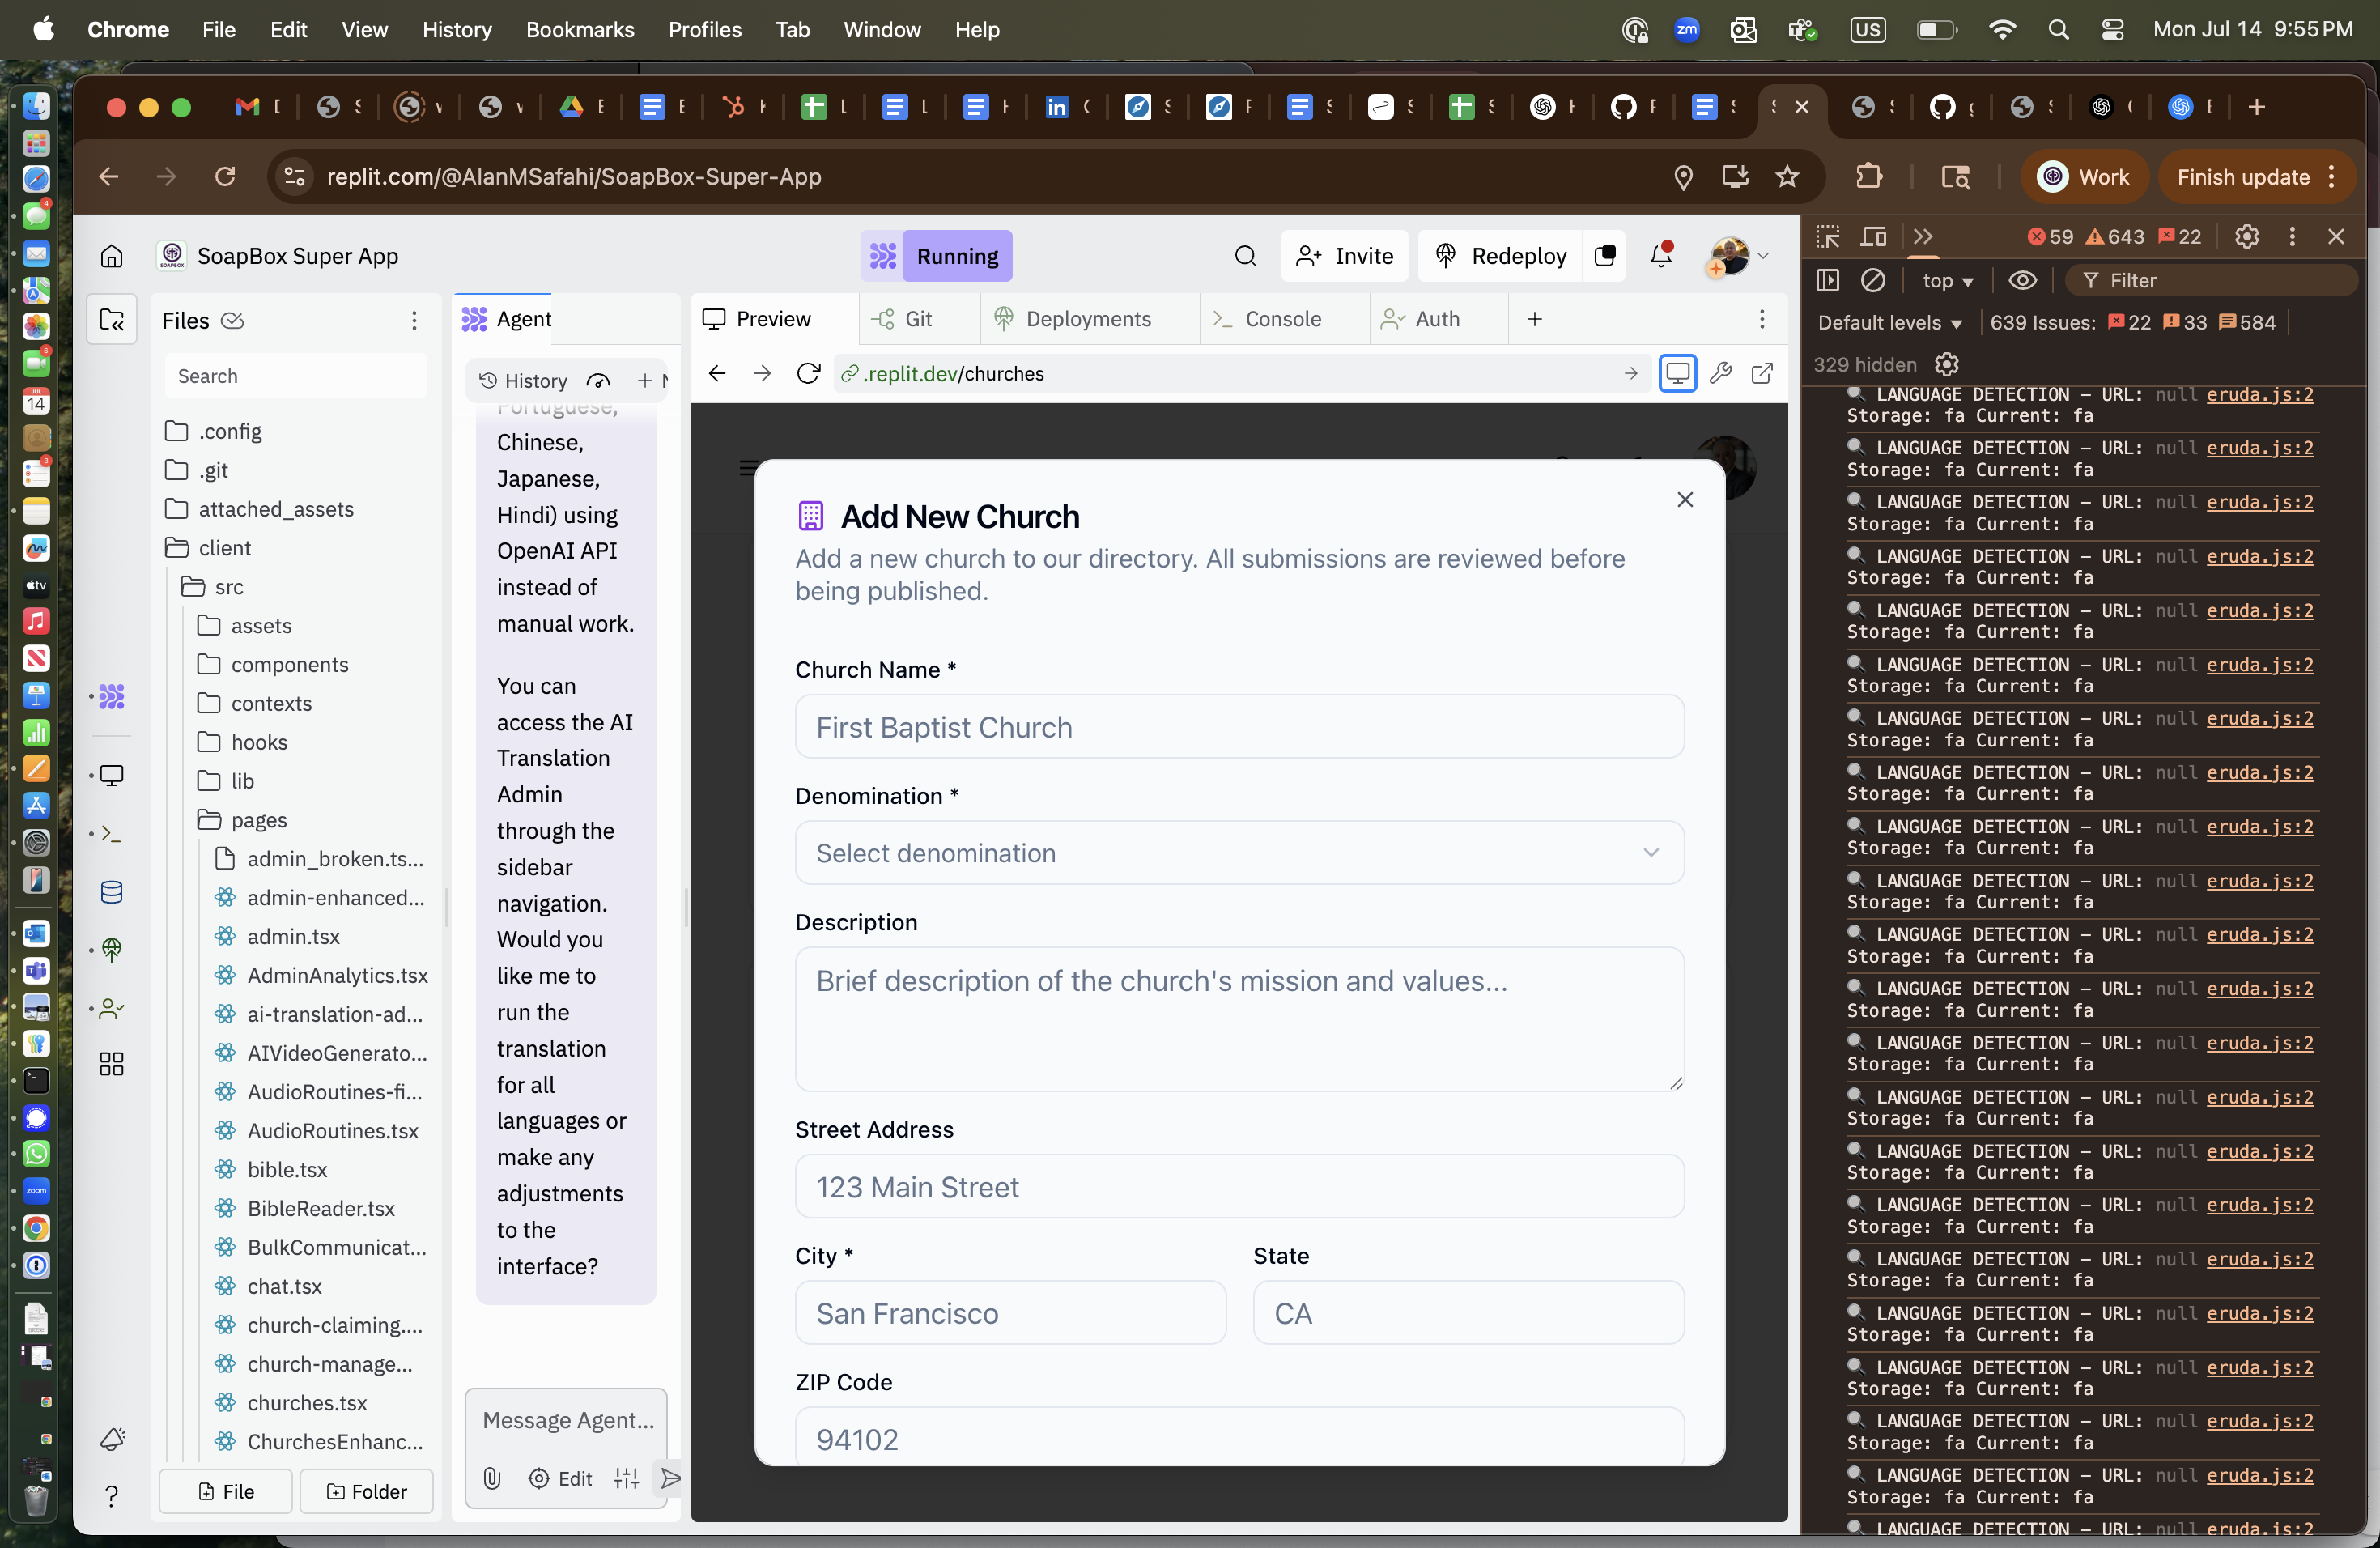 Chrome File Edit View History Bookmarks Profiles Tab Window Help
zm US Mon Jul 14 9:55 PM
replit.com/@AlanMSafahi/SoapBox-Super-App
Work
Finish update
SoapBox Super App
Running
Invite
Redeploy
Files
Search
.config
.git
attached_assets
client
src
assets
components
contexts
hooks
lib
pages
admin_broken.ts...
admin-enhanced...
admin.tsx
AdminAnalytics.tsx
ai-translation-ad...
AIVideoGenerato...
AudioRoutines-fi...
AudioRoutines.tsx
bible.tsx
BibleReader.tsx
BulkCommunicat...
chat.tsx
church-claiming....
church-manage...
churches.tsx
ChurchesEnhanc...
File
Folder
Agent
History
Portuguese,
Chinese,
Japanese,
Hindi) using
OpenAI API
instead of
manual work.
You can
access the AI
Translation
Admin
through the
sidebar
navigation.
Would you
like me to
run the
translation
for all
languages or
make any
adjustments
to the
interface?
Message Agent...
Edit
Preview
Git
Deployments
Console
Auth
.replit.dev/churches
Add New Church
Add a new church to our directory. All submissions are reviewed before
being published.
Church Name *
First Baptist Church
Denomination *
Select denomination
Description
Brief description of the church's mission and values...
Street Address
123 Main Street
City *
State
San Francisco
CA
ZIP Code
94102
59 643 22
top
Filter
Default levels
639 Issues: 22 33 584
329 hidden
LANGUAGE DETECTION – URL: null eruda.js:2
Storage: fa Current: fa
LANGUAGE DETECTION – URL: null eruda.js:2
Storage: fa Current: fa
LANGUAGE DETECTION – URL: null eruda.js:2
Storage: fa Current: fa
LANGUAGE DETECTION – URL: null eruda.js:2
Storage: fa Current: fa
LANGUAGE DETECTION – URL: null eruda.js:2
Storage: fa Current: fa
LANGUAGE DETECTION – URL: null eruda.js:2
Storage: fa Current: fa
LANGUAGE DETECTION – URL: null eruda.js:2
Storage: fa Current: fa
LANGUAGE DETECTION – URL: null eruda.js:2
Storage: fa Current: fa
LANGUAGE DETECTION – URL: null eruda.js:2
Storage: fa Current: fa
LANGUAGE DETECTION – URL: null eruda.js:2
Storage: fa Current: fa
LANGUAGE DETECTION – URL: null eruda.js:2
Storage: fa Current: fa
LANGUAGE DETECTION – URL: null eruda.js:2
Storage: fa Current: fa
LANGUAGE DETECTION – URL: null eruda.js:2
Storage: fa Current: fa
LANGUAGE DETECTION – URL: null eruda.js:2
Storage: fa Current: fa
LANGUAGE DETECTION – URL: null eruda.js:2
Storage: fa Current: fa
LANGUAGE DETECTION – URL: null eruda.js:2
Storage: fa Current: fa
LANGUAGE DETECTION – URL: null eruda.js:2
Storage: fa Current: fa
LANGUAGE DETECTION – URL: null eruda.js:2
Storage: fa Current: fa
LANGUAGE DETECTION – URL: null eruda.js:2
Storage: fa Current: fa
LANGUAGE DETECTION – URL: null eruda.js:2
Storage: fa Current: fa
LANGUAGE DETECTION – URL: null eruda.js:2
Storage: fa Current: fa
LANGUAGE DETECTION – URL: null eruda.js:2